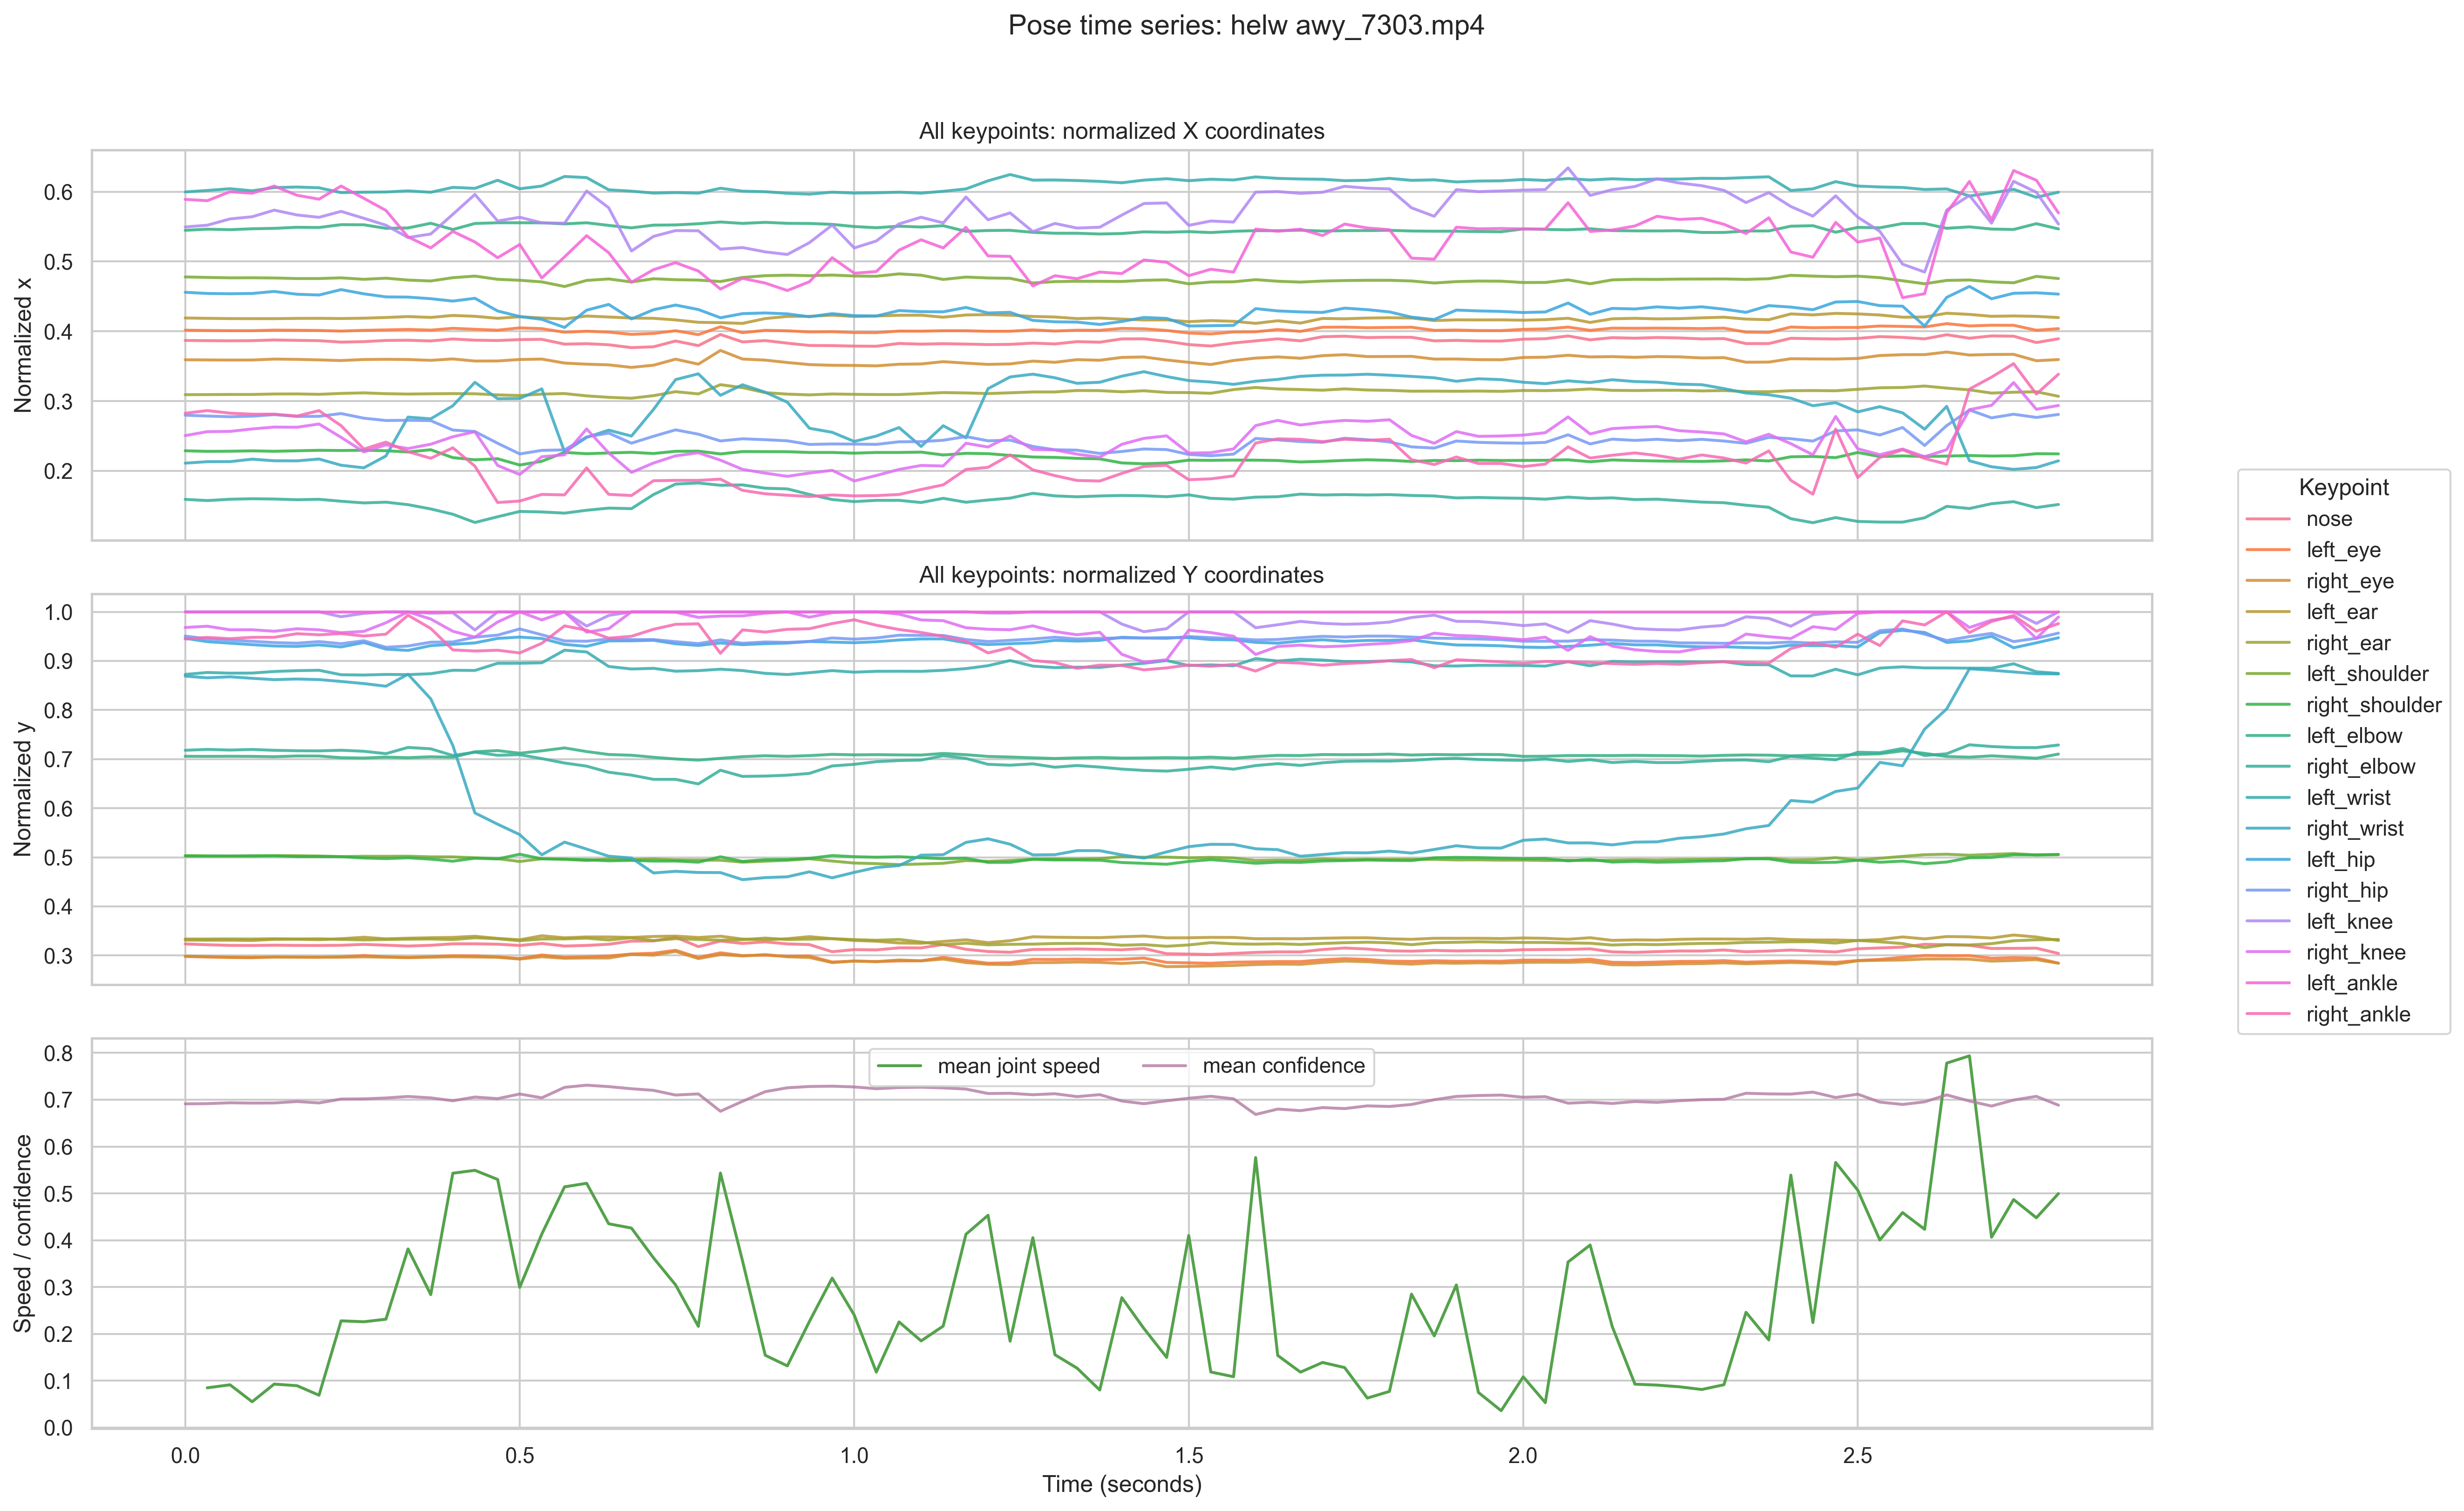 Pose time series: helw awy_7303.mp4
All keypoints: normalized X coordinates
Normalized x
0.6
0.5
0.4
0.3
0.2
All keypoints: normalized Y coordinates
Normalized y
1.0
0.9
0.8
0.7
0.6
0.5
0.4
0.3
Keypoint
nose
left_eye
right_eye
left_ear
right_ear
left_shoulder
right_shoulder
left_elbow
right_elbow
left_wrist
right_wrist
left_hip
right_hip
left_knee
right_knee
left_ankle
right_ankle
mean joint speed mean confidence
Speed / confidence
0.8
0.7
0.6
0.5
0.4
0.3
0.2
0.1
0.0
0.0 0.5 1.0 1.5 2.0 2.5
Time (seconds)